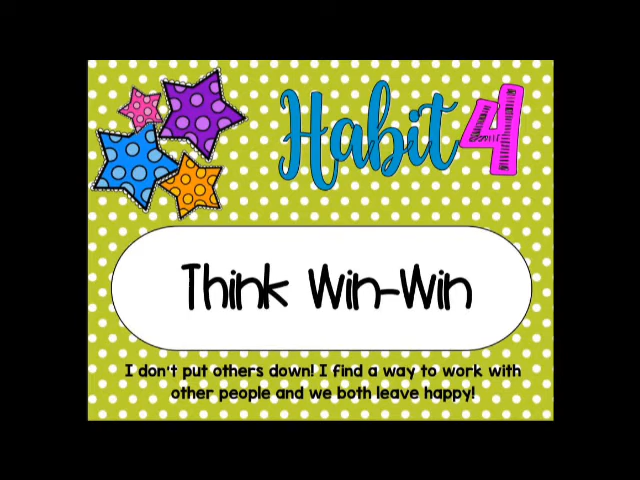 Habit 4
Think Win-Win
I don't put others down! I find a way to work with
other people and we both leave happy!